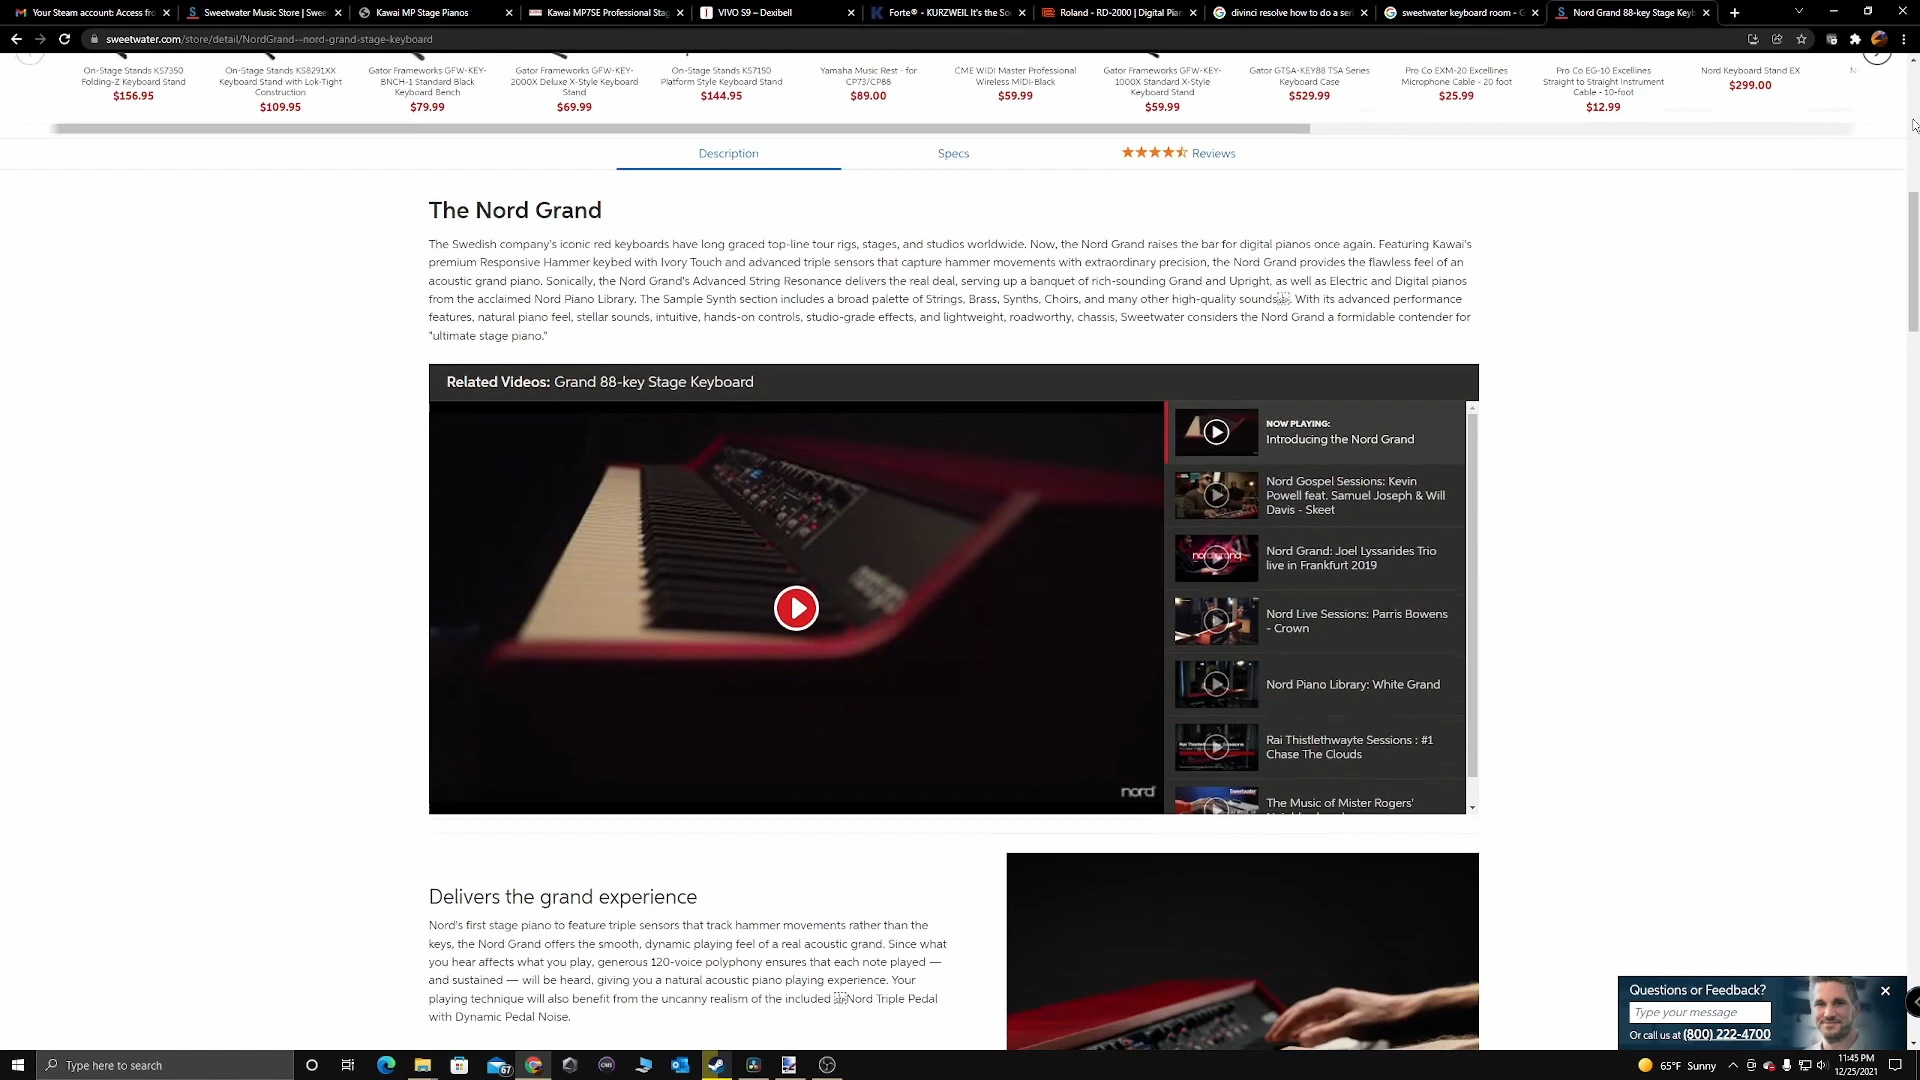 Your Steam account: Access fro
Sweetwater Music Store | Swee
Kawai MP Stage Pianos
Kawai MP7SE Professional Stag
VIVO S9 – Dexibell
Forte® - KURZWEIL It's the So
Roland - RD-2000 | Digital Pian
divinci resolve how to do a seri
sweetwater keyboard room - G
Nord Grand 88-key Stage Keyb
sweetwater.com/store/detail/NordGrand--nord-grand-stage-keyboard
On-Stage Stands KS7350
Folding-Z Keyboard Stand
$156.95
On-Stage Stands KS8291XX
Keyboard Stand with Lok-Tight
Construction
$109.95
Gator Frameworks GFW-KEY-
BNCH-1 Standard Black
Keyboard Bench
$79.99
Gator Frameworks GFW-KEY-
2000X Deluxe X-Style Keyboard
Stand
$69.99
On-Stage Stands KS7150
Platform Style Keyboard Stand
$144.95
Yamaha Music Rest - for
CP73/CP88
$89.00
CME WIDI Master Professional
Wireless MIDI-Black
$59.99
Gator Frameworks GFW-KEY-
1000X Standard X-Style
Keyboard Stand
$59.99
Gator GTSA-KEY88 TSA Series
Keyboard Case
$529.99
Pro Co EXM-20 Excellines
Microphone Cable - 20 foot
$25.99
Pro Co EG-10 Excellines
Straight to Straight Instrument
Cable - 10-foot
$12.99
Nord Keyboard Stand EX
$299.00
N
Description
Specs
Reviews
The Nord Grand
The Swedish company's iconic red keyboards have long graced top-line tour rigs, stages, and studios worldwide. Now, the Nord Grand raises the bar for digital pianos once again. Featuring Kawai's
premium Responsive Hammer keybed with Ivory Touch and advanced triple sensors that capture hammer movements with extraordinary precision, the Nord Grand provides the flawless feel of an
acoustic grand piano. Sonically, the Nord Grand's Advanced String Resonance delivers the real deal, serving up a banquet of rich-sounding Grand and Upright, as well as Electric and Digital pianos
from the acclaimed Nord Piano Library. The Sample Synth section includes a broad palette of Strings, Brass, Synths, Choirs, and many other high-quality sounds. With its advanced performance
features, natural piano feel, stellar sounds, intuitive, hands-on controls, studio-grade effects, and lightweight, roadworthy, chassis, Sweetwater considers the Nord Grand a formidable contender for
"ultimate stage piano."
Related Videos: Grand 88-key Stage Keyboard
nord
NOW PLAYING:
Introducing the Nord Grand
Nord Gospel Sessions: Kevin
Powell feat. Samuel Joseph & Will
Davis - Skeet
Nord Grand: Joel Lyssarides Trio
live in Frankfurt 2019
Nord Live Sessions: Parris Bowens
- Crown
Nord Piano Library: White Grand
Rai Thistlethwayte Sessions : #1
Chase The Clouds
The Music of Mister Rogers'
Delivers the grand experience
Nord's first stage piano to feature triple sensors that track hammer movements rather than the
keys, the Nord Grand offers the smooth, dynamic playing feel of a real acoustic grand. Since what
you hear affects what you play, generous 120-voice polyphony ensures that each note played —
and sustained — will be heard, giving you a natural acoustic piano playing experience. Your
playing technique will also benefit from the uncanny realism of the included Nord Triple Pedal
with Dynamic Pedal Noise.
Questions or Feedback?
Type your message
Or call us at (800) 222-4700
Type here to search
67
65°F Sunny
11:45 PM
12/25/2021